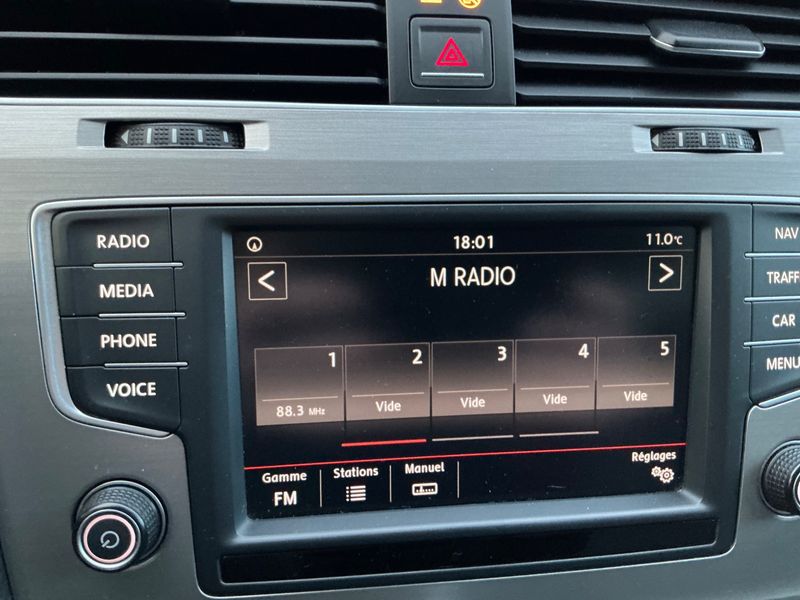 RADIO
MEDIA
PHONE
VOICE
18:01
11.0°C
<
M RADIO
>
1
2
3
4
5
88.3 MHz
Vide
Vide
Vide
Vide
Gamme
FM
Stations
Manuel
Réglages
NAV
TRAFF
CAR
MENU